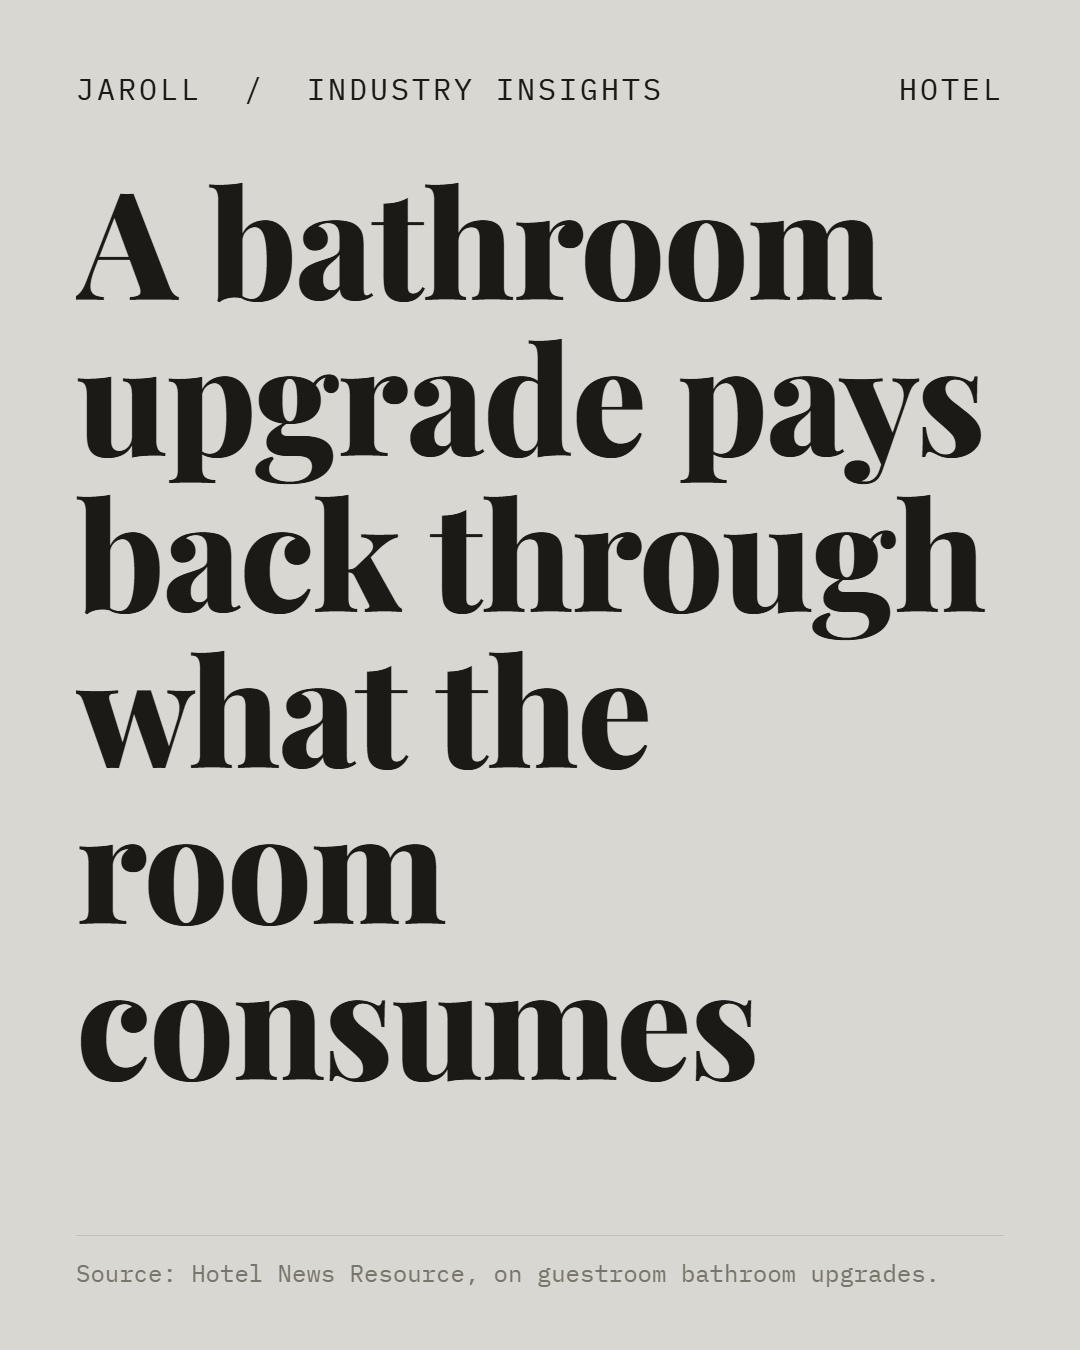 JAROLL / INDUSTRY INSIGHTS HOTEL
A bathroom
upgrade pays
back through
what the
room
consumes
Source: Hotel News Resource, on guestroom bathroom upgrades.